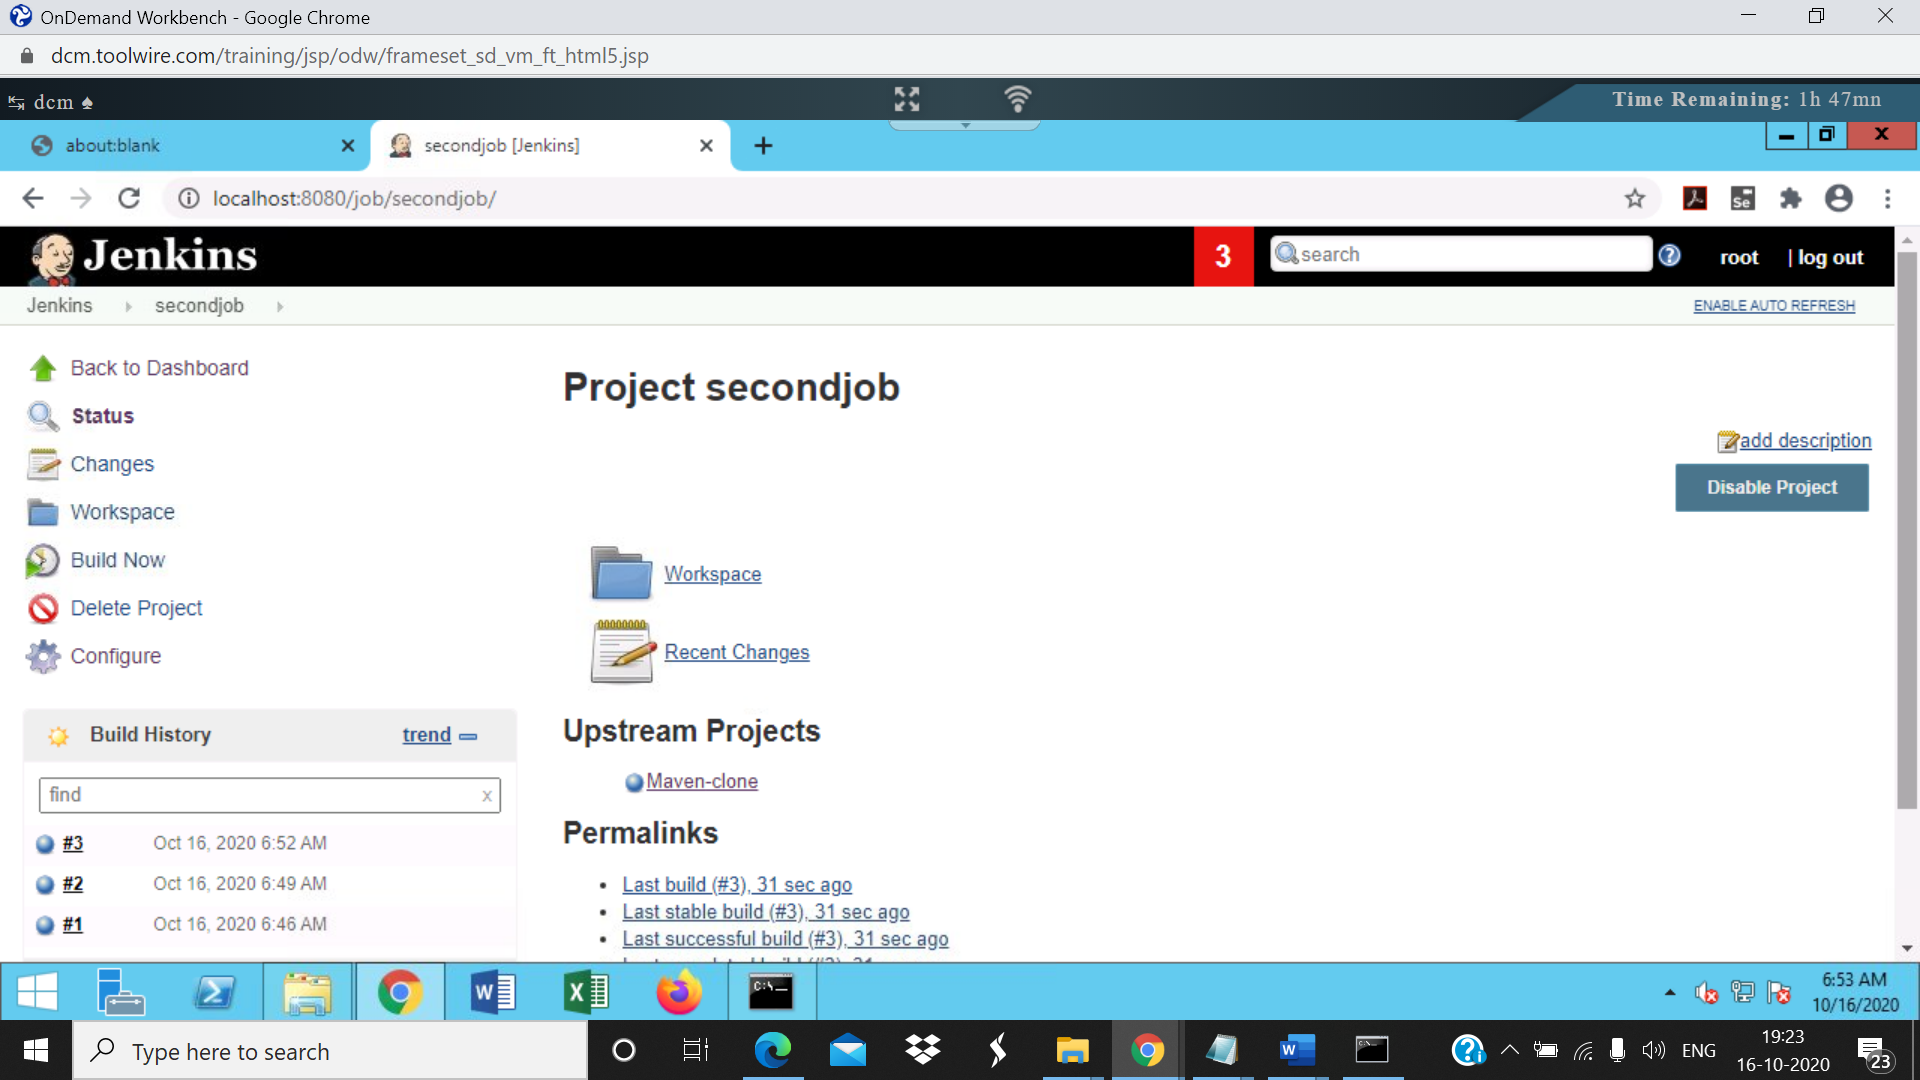 OnDemand Workbench - Google Chrome
dcm.toolwire.com/training/jsp/odw/frameset_sd_vm_ft_html5.jsp
dcm
Time Remaining: 1h 47mn
about:blank
secondjob [Jenkins]
localhost:8080/job/secondjob/
Se
Jenkins
3
search
root
| log out
Jenkins
secondjob
ENABLE AUTO REFRESH
Back to Dashboard
Status
Changes
Workspace
Build Now
Delete Project
Configure
Build History
trend
find
x
#3 Oct 16, 2020 6:52 AM
#2 Oct 16, 2020 6:49 AM
#1 Oct 16, 2020 6:46 AM
Project secondjob
add description
Disable Project
Workspace
Recent Changes
Upstream Projects
Maven-clone
Permalinks
Last build (#3), 31 sec ago
Last stable build (#3), 31 sec ago
Last successful build (#3), 31 sec ago
6:53 AM
10/16/2020
Type here to search
ENG
19:23
16-10-2020
23